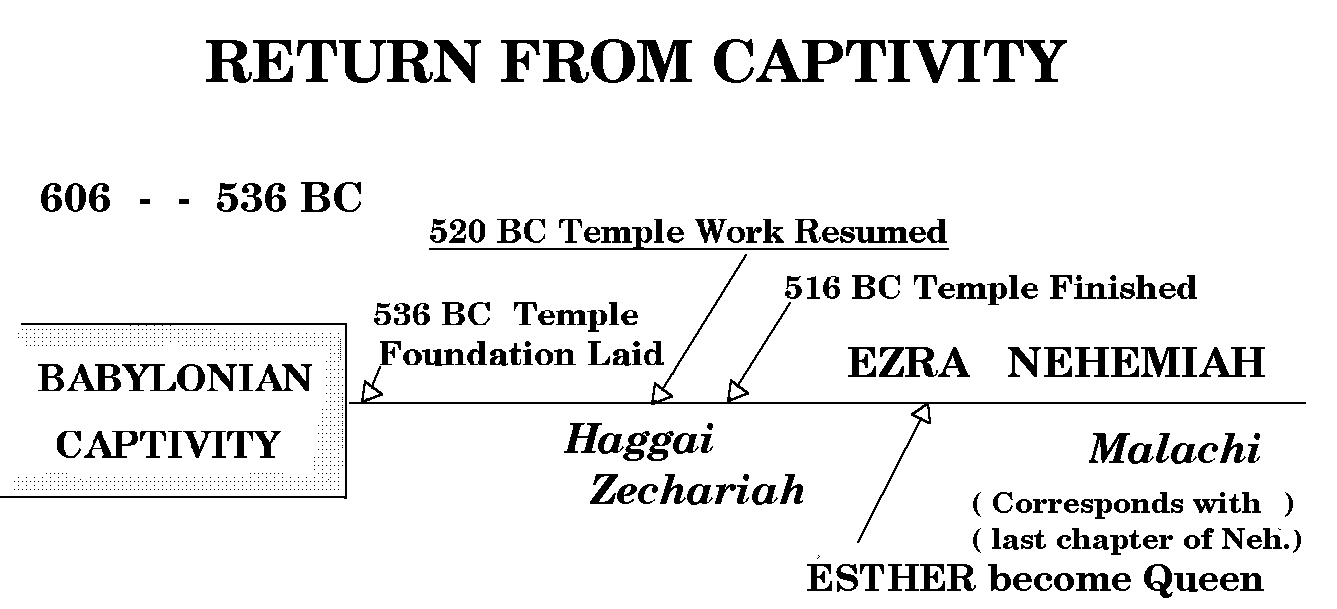 RETURN FROM CAPTIVITY
606 - - 536 BC
520 BC Temple Work Resumed
516 BC Temple Finished
536 BC Temple
Foundation Laid
BABYLONIAN
CAPTIVITY
EZRA NEHEMIAH
Haggai
Zechariah
Malachi
( Corresponds with )
( last chapter of Neh.)
ESTHER become Queen